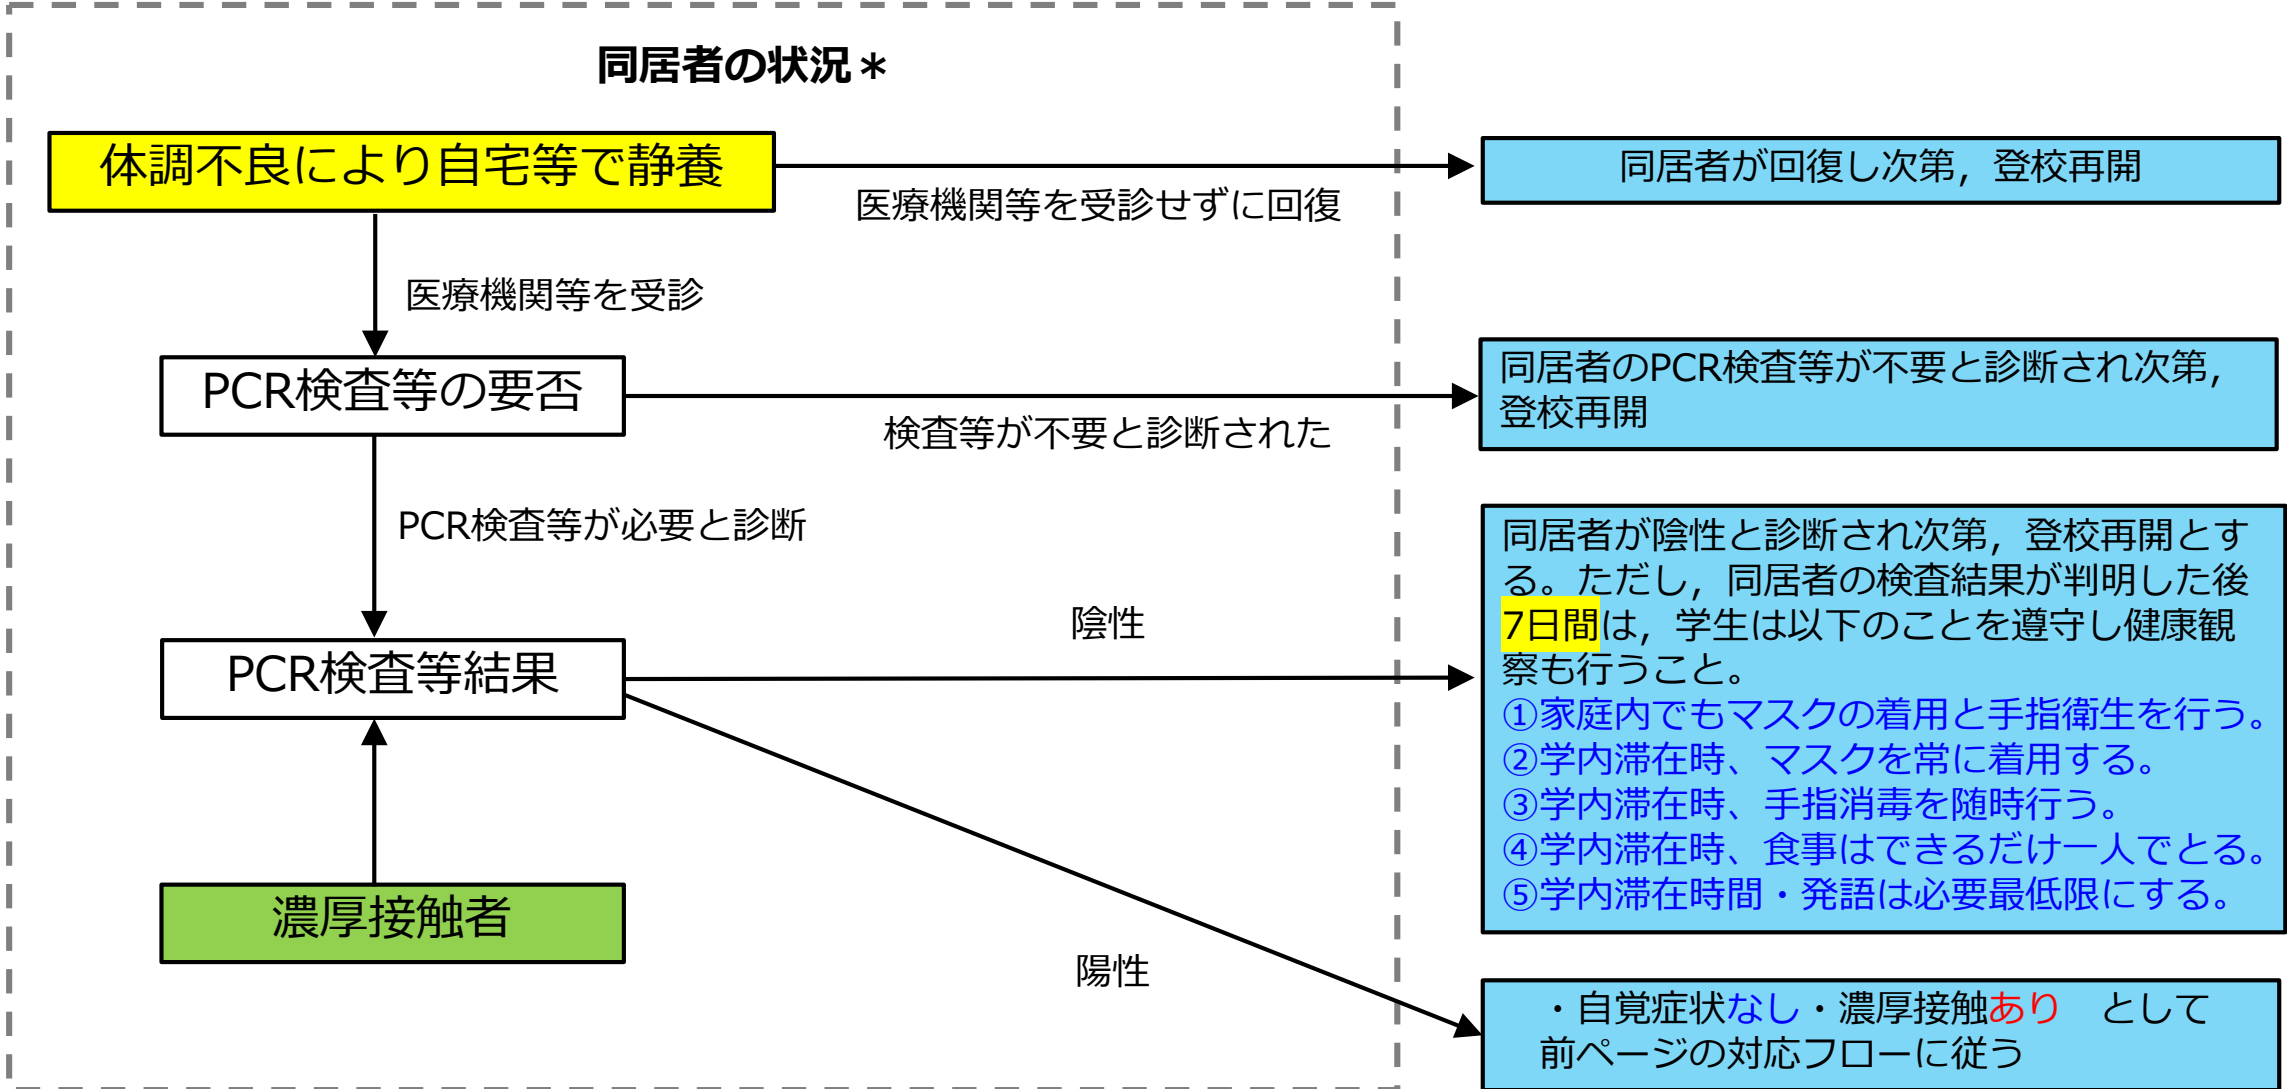 同居者の状況＊
体調不良により自宅等で静養
医療機関等を受診せずに回復
同居者が回復し次第，登校再開
医療機関等を受診
PCR検査等の要否
検査等が不要と診断された
同居者のPCR検査等が不要と診断され次第，
登校再開
PCR検査等が必要と診断
PCR検査等結果
陰性
同居者が陰性と診断され次第，登校再開とす
る。ただし，同居者の検査結果が判明した後
7日間は，学生は以下のことを遵守し健康観
察も行うこと。
①家庭内でもマスクの着用と手指衛生を行う。
②学内滞在時、マスクを常に着用する。
③学内滞在時、手指消毒を随時行う。
④学内滞在時、食事はできるだけ一人でとる。
⑤学内滞在時間・発語は必要最低限にする。
濃厚接触者
陽性
・自覚症状なし・濃厚接触あり　として
前ページの対応フローに従う